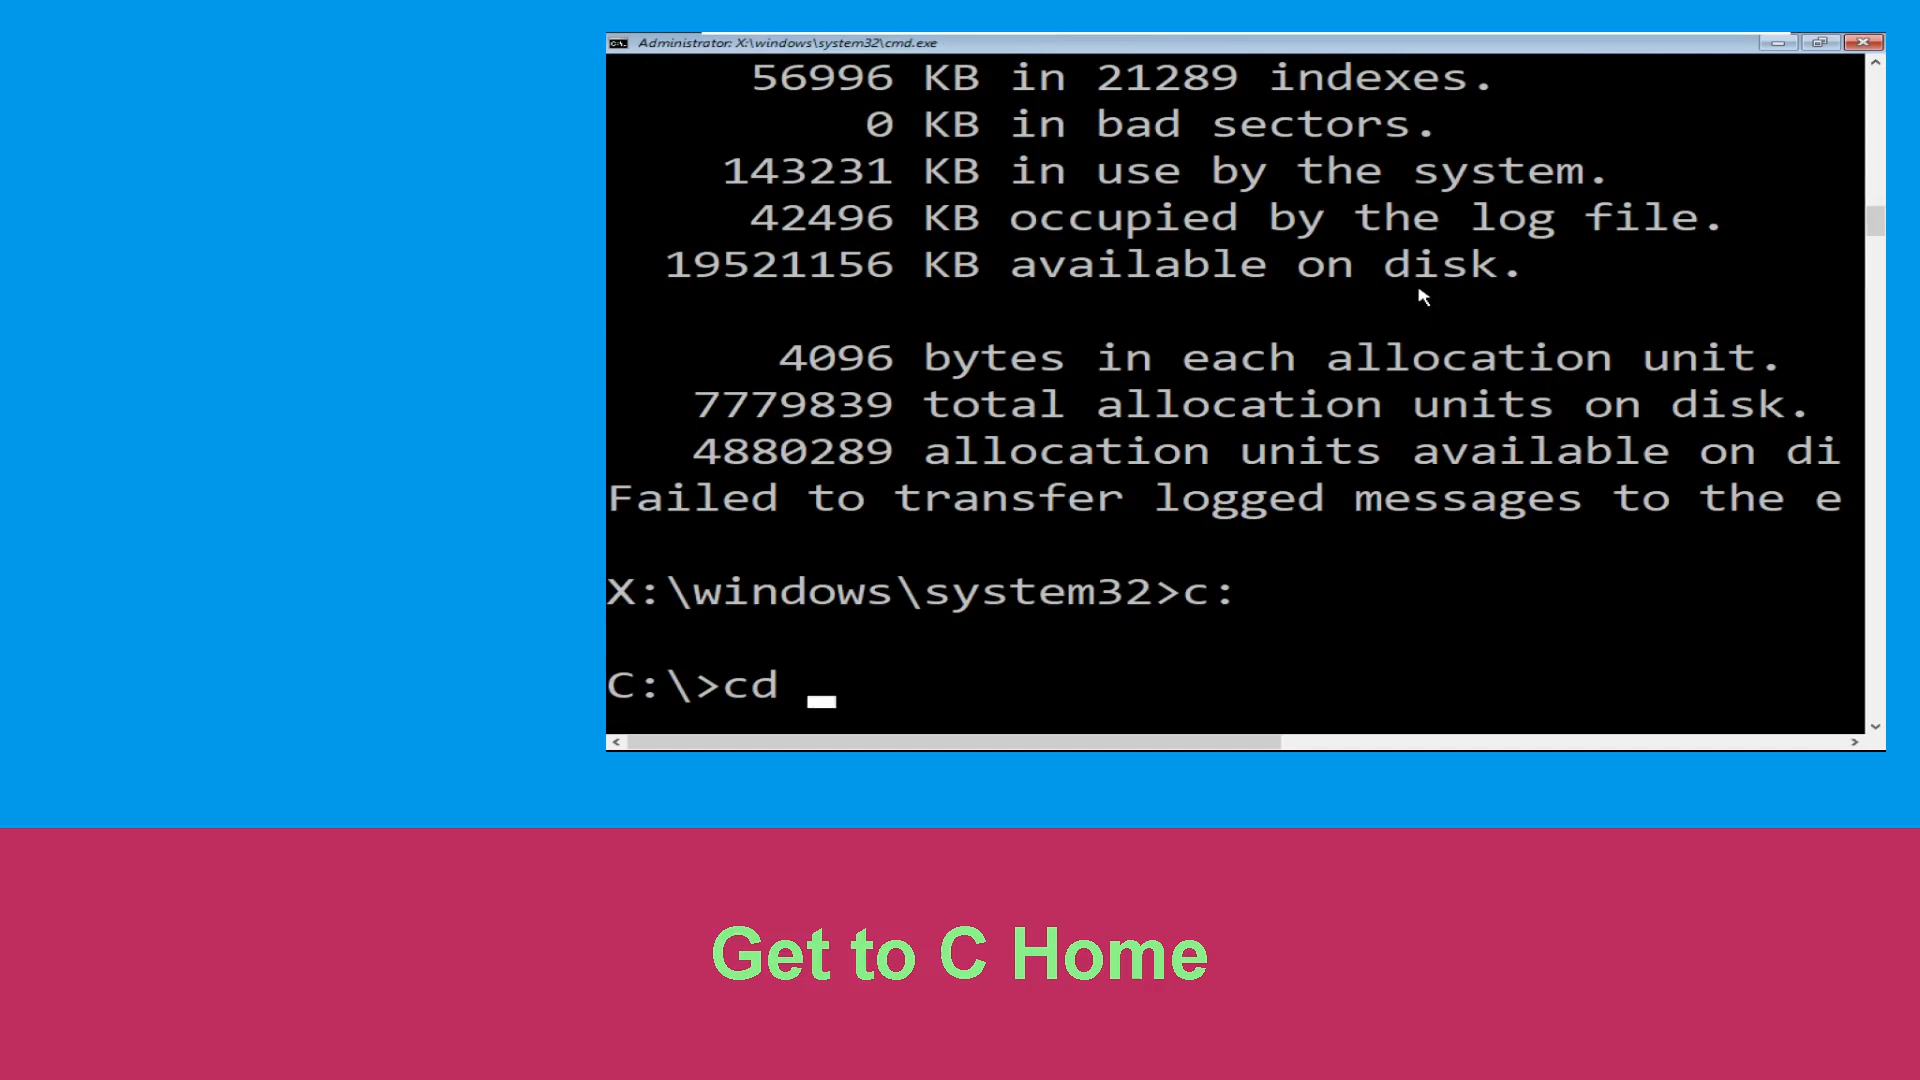 Administrator: X:\windows\system32\cmd.exe
56996 KB in 21289 indexes.
0 KB in bad sectors.
143231 KB in use by the system.
42496 KB occupied by the log file.
19521156 KB available on disk.
4096 bytes in each allocation unit.
7779839 total allocation units on disk.
4880289 allocation units available on di
Failed to transfer logged messages to the e
X:\windows\system32>c:
C:\>cd
Get to C Home